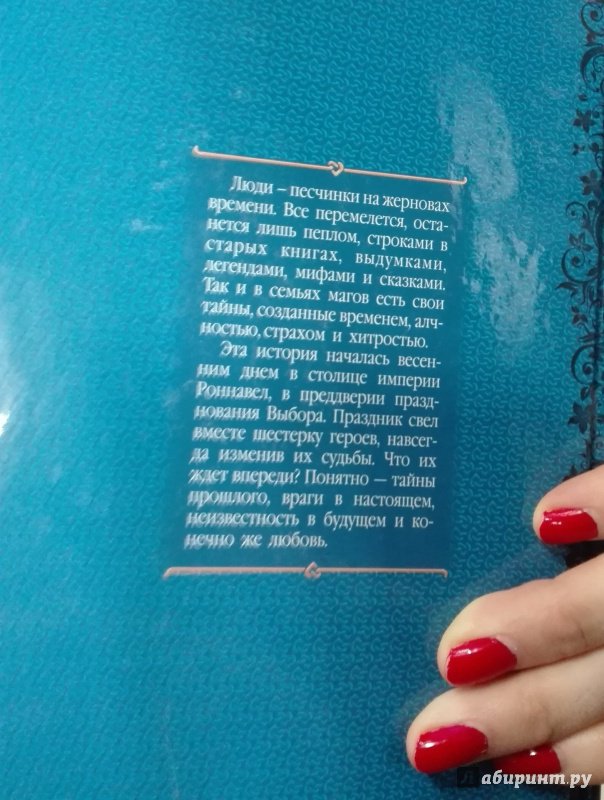 Люди – песчинки на жерновах
времени. Все перемелется, оста-
нется лишь пеплом, строками в
старых книгах, выдумками,
легендами, мифами и сказками.
Так и в семьях магов есть свои
тайны, созданные временем, алч-
ностью, страхом и хитростью.
Эта история началась весен-
ним днем в столице империи
Роннавел, в преддверии празд-
нования Выбора. Праздник свел
вместе шестерку героев, навсег-
да изменив их судьбы. Что их
ждет впереди? Понятно — тайны
прошлого, враги в настоящем,
неизвестность в будущем и ко-
нечно же любовь.
Лабиринт.ру